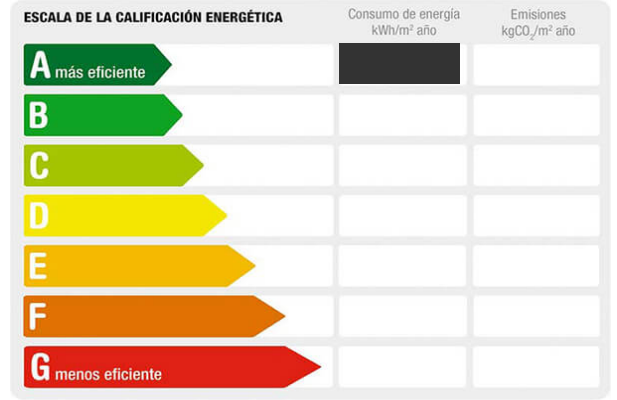 ESCALA DE LA CALIFICACIÓN ENERGÉTICA
Consumo de energía
kWh/m² año
Emisiones
kgCO₂/m² año
A más eficiente
B
C
D
E
F
G menos eficiente